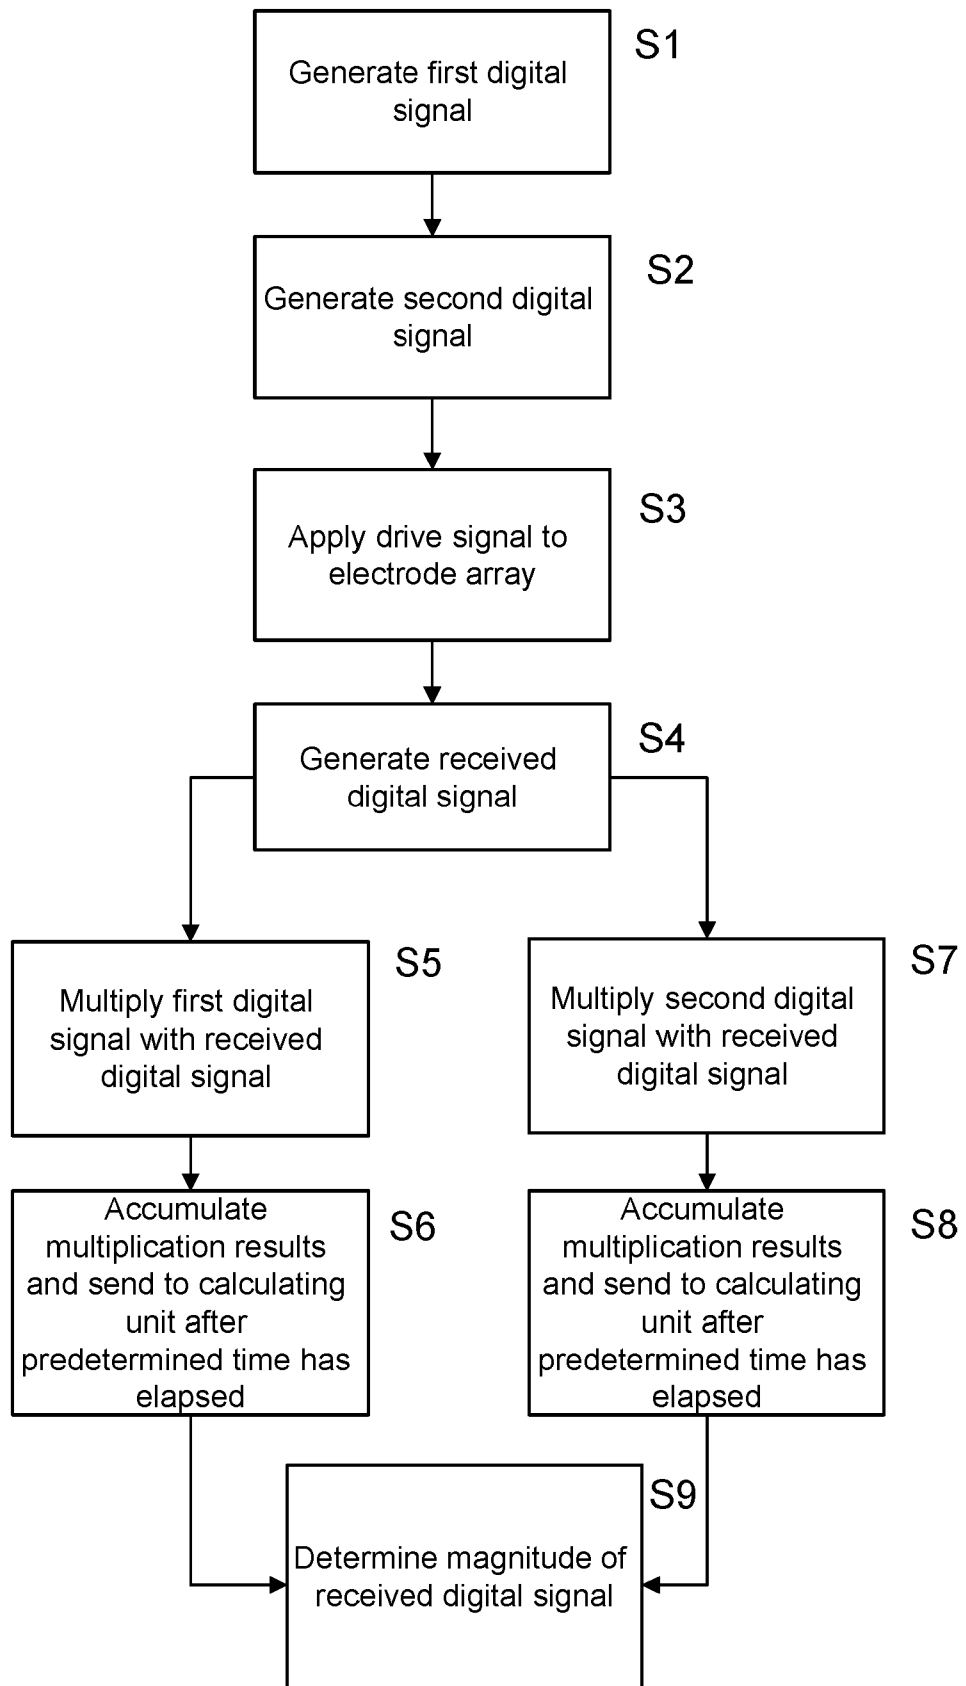 S1
Generate first digital
signal
S2
Generate second digital
signal
S3
Apply drive signal to
electrode array
S4
Generate received
digital signal
S5
Multiply first digital
signal with received
digital signal
S7
Multiply second digital
signal with received
digital signal
S6
Accumulate
multiplication results
and send to calculating
unit after
predetermined time has
elapsed
S8
Accumulate
multiplication results
and send to calculating
unit after
predetermined time has
elapsed
S9
Determine magnitude of
received digital signal